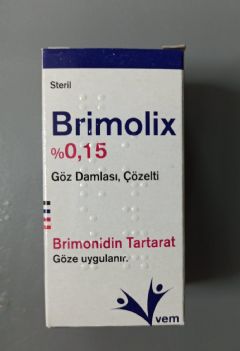 Steril
Brimolix
%0,15
Göz Damlası, Çözelti
Brimonidin Tartarat
Göze uygulanır.
vem